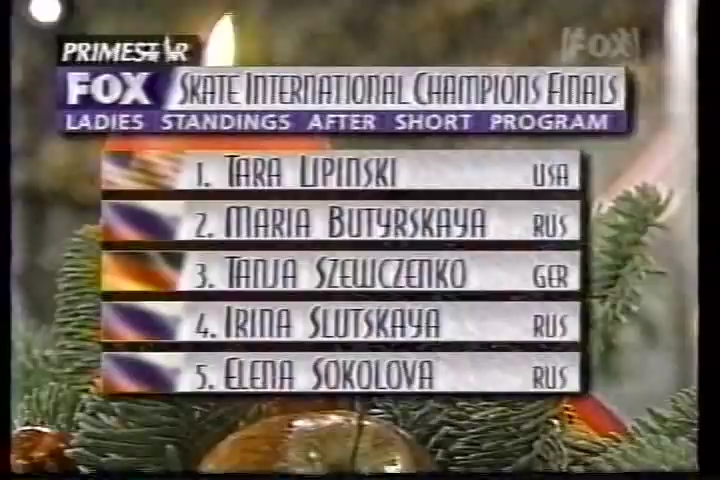 PRIMESTAR
FOX
FOX SKATE INTERNATIONAL CHAMPIONS FINALS
LADIES STANDINGS AFTER SHORT PROGRAM
1. TARA LIPINSKI USA
2. MARIA BUTYRSKAYA RUS
3. TANJA SZEWCZENKO GER
4. IRINA SLUTSKAYA RUS
5. ELENA SOKOLOVA RUS